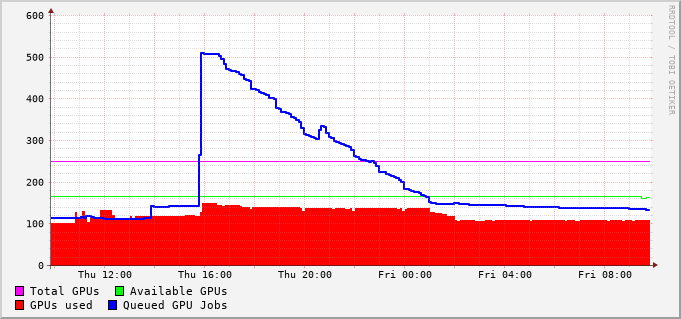 600
500
400
300
200
100
0
Thu 12:00 Thu 16:00 Thu 20:00 Fri 00:00 Fri 04:00 Fri 08:00
Total GPUs Available GPUs
GPUs used Queued GPU Jobs
RRDTOOL / TOBI OETIKER